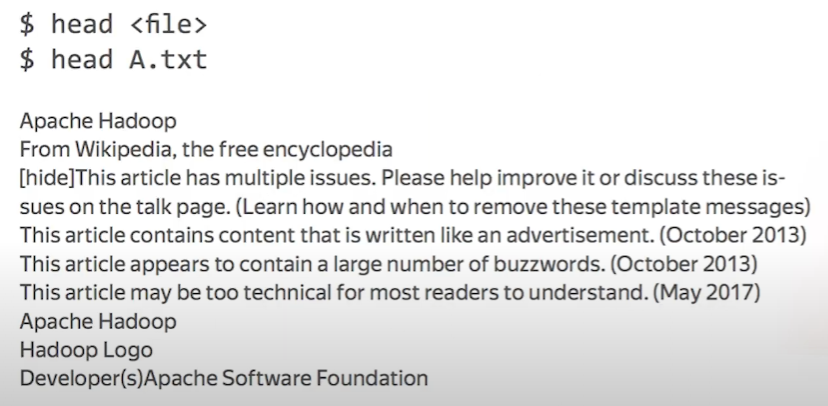 $ head <file>
$ head A.txt
Apache Hadoop
From Wikipedia, the free encyclopedia
[hide]This article has multiple issues. Please help improve it or discuss these is-
sues on the talk page. (Learn how and when to remove these template messages)
This article contains content that is written like an advertisement. (October 2013)
This article appears to contain a large number of buzzwords. (October 2013)
This article may be too technical for most readers to understand. (May 2017)
Apache Hadoop
Hadoop Logo
Developer(s)Apache Software Foundation